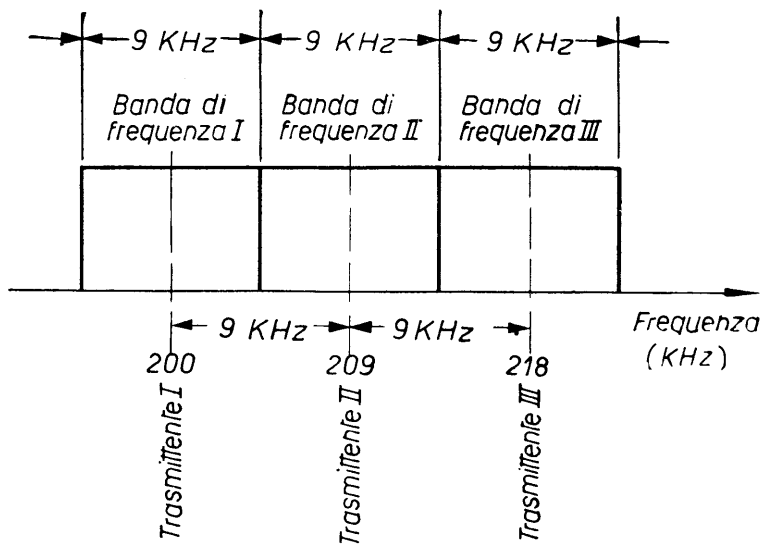 9 KHz 9 KHz 9 KHz
Banda di frequenza I
Banda di frequenza II
Banda di frequenza III
9 KHz 9 KHz
Frequenza
(KHz)
200 209 218
Trasmittente I
Trasmittente II
Trasmittente III